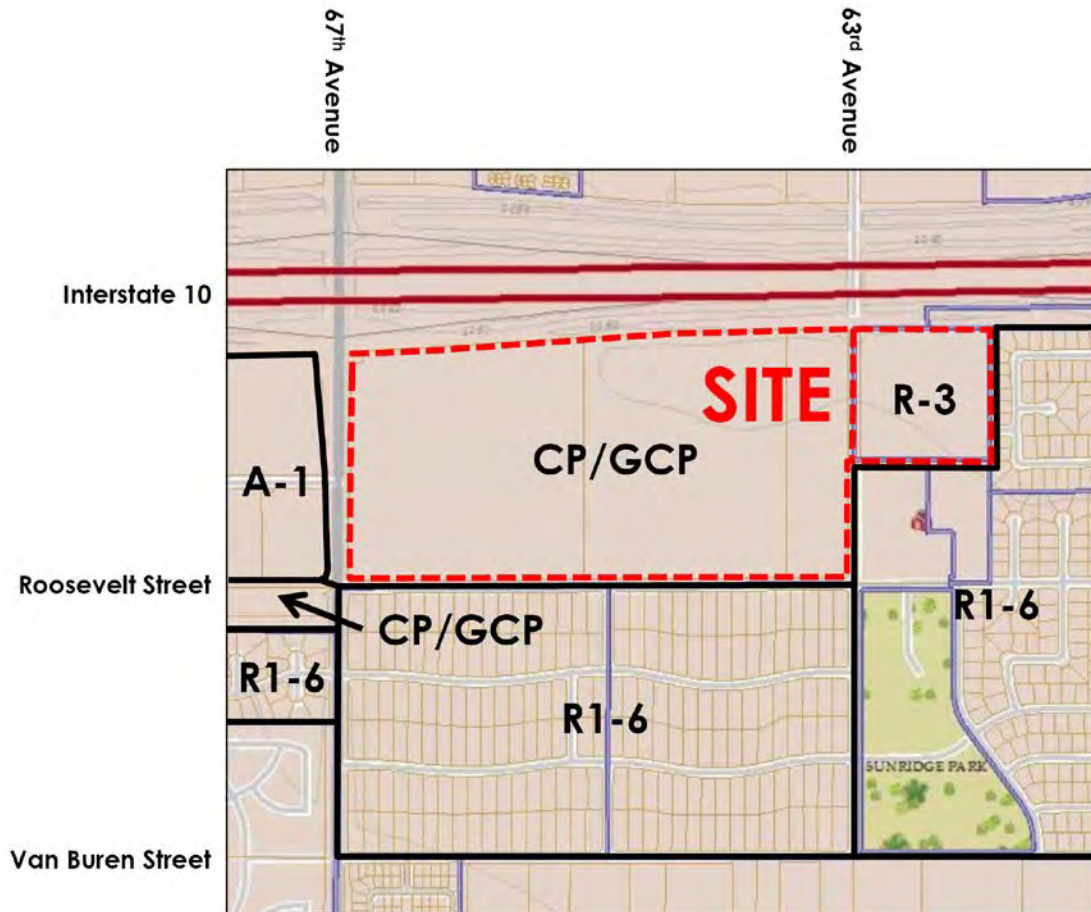 67th Avenue
63rd Avenue
Interstate 10
SITE
R-3
CP/GCP
A-1
Roosevelt Street
CP/GCP
R1-6
R1-6
R1-6
SUNRIDGE PARK
Van Buren Street